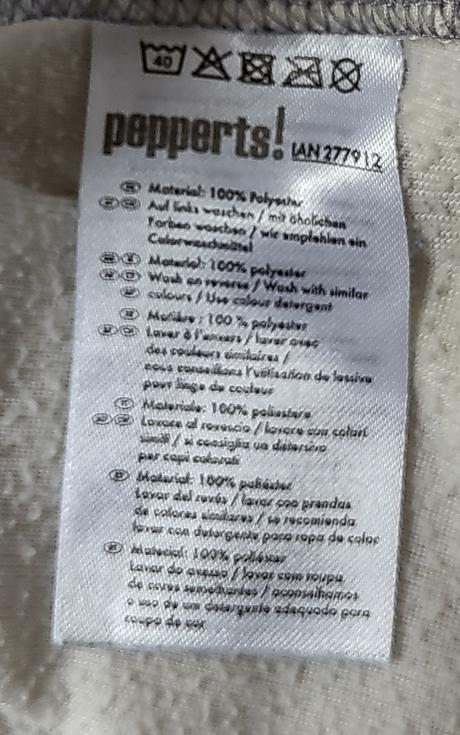 40
pepperts! IAN 277912
Material: 100% Polyester
Auf links waschen / mit ähnlichen
Farben waschen / wir empfehlen ein
Colorwaschmittel
Material: 100% polyester
Wash on reverse / Wash with similar
colours / Use colour detergent
Matière : 100 % polyester
Laver à l'envers / laver avec
des couleurs similaires /
nous conseillons l'utilisation de lessive
pour linge de couleur
Materiale: 100% poliestere
Lavare al rovescio / lavare con colori
simili / si consiglia un detersivo
per capi colorati
Material: 100% poliéster
Lavar del revés / lavar con prendas
de colores similares / se recomienda
lavar con detergente para ropa de color
Material: 100% poliéster
Lavar do avesso / lavar com roupa
de cores semelhantes / aconselhamos
o uso de um detergente adequado para
roupa de cor